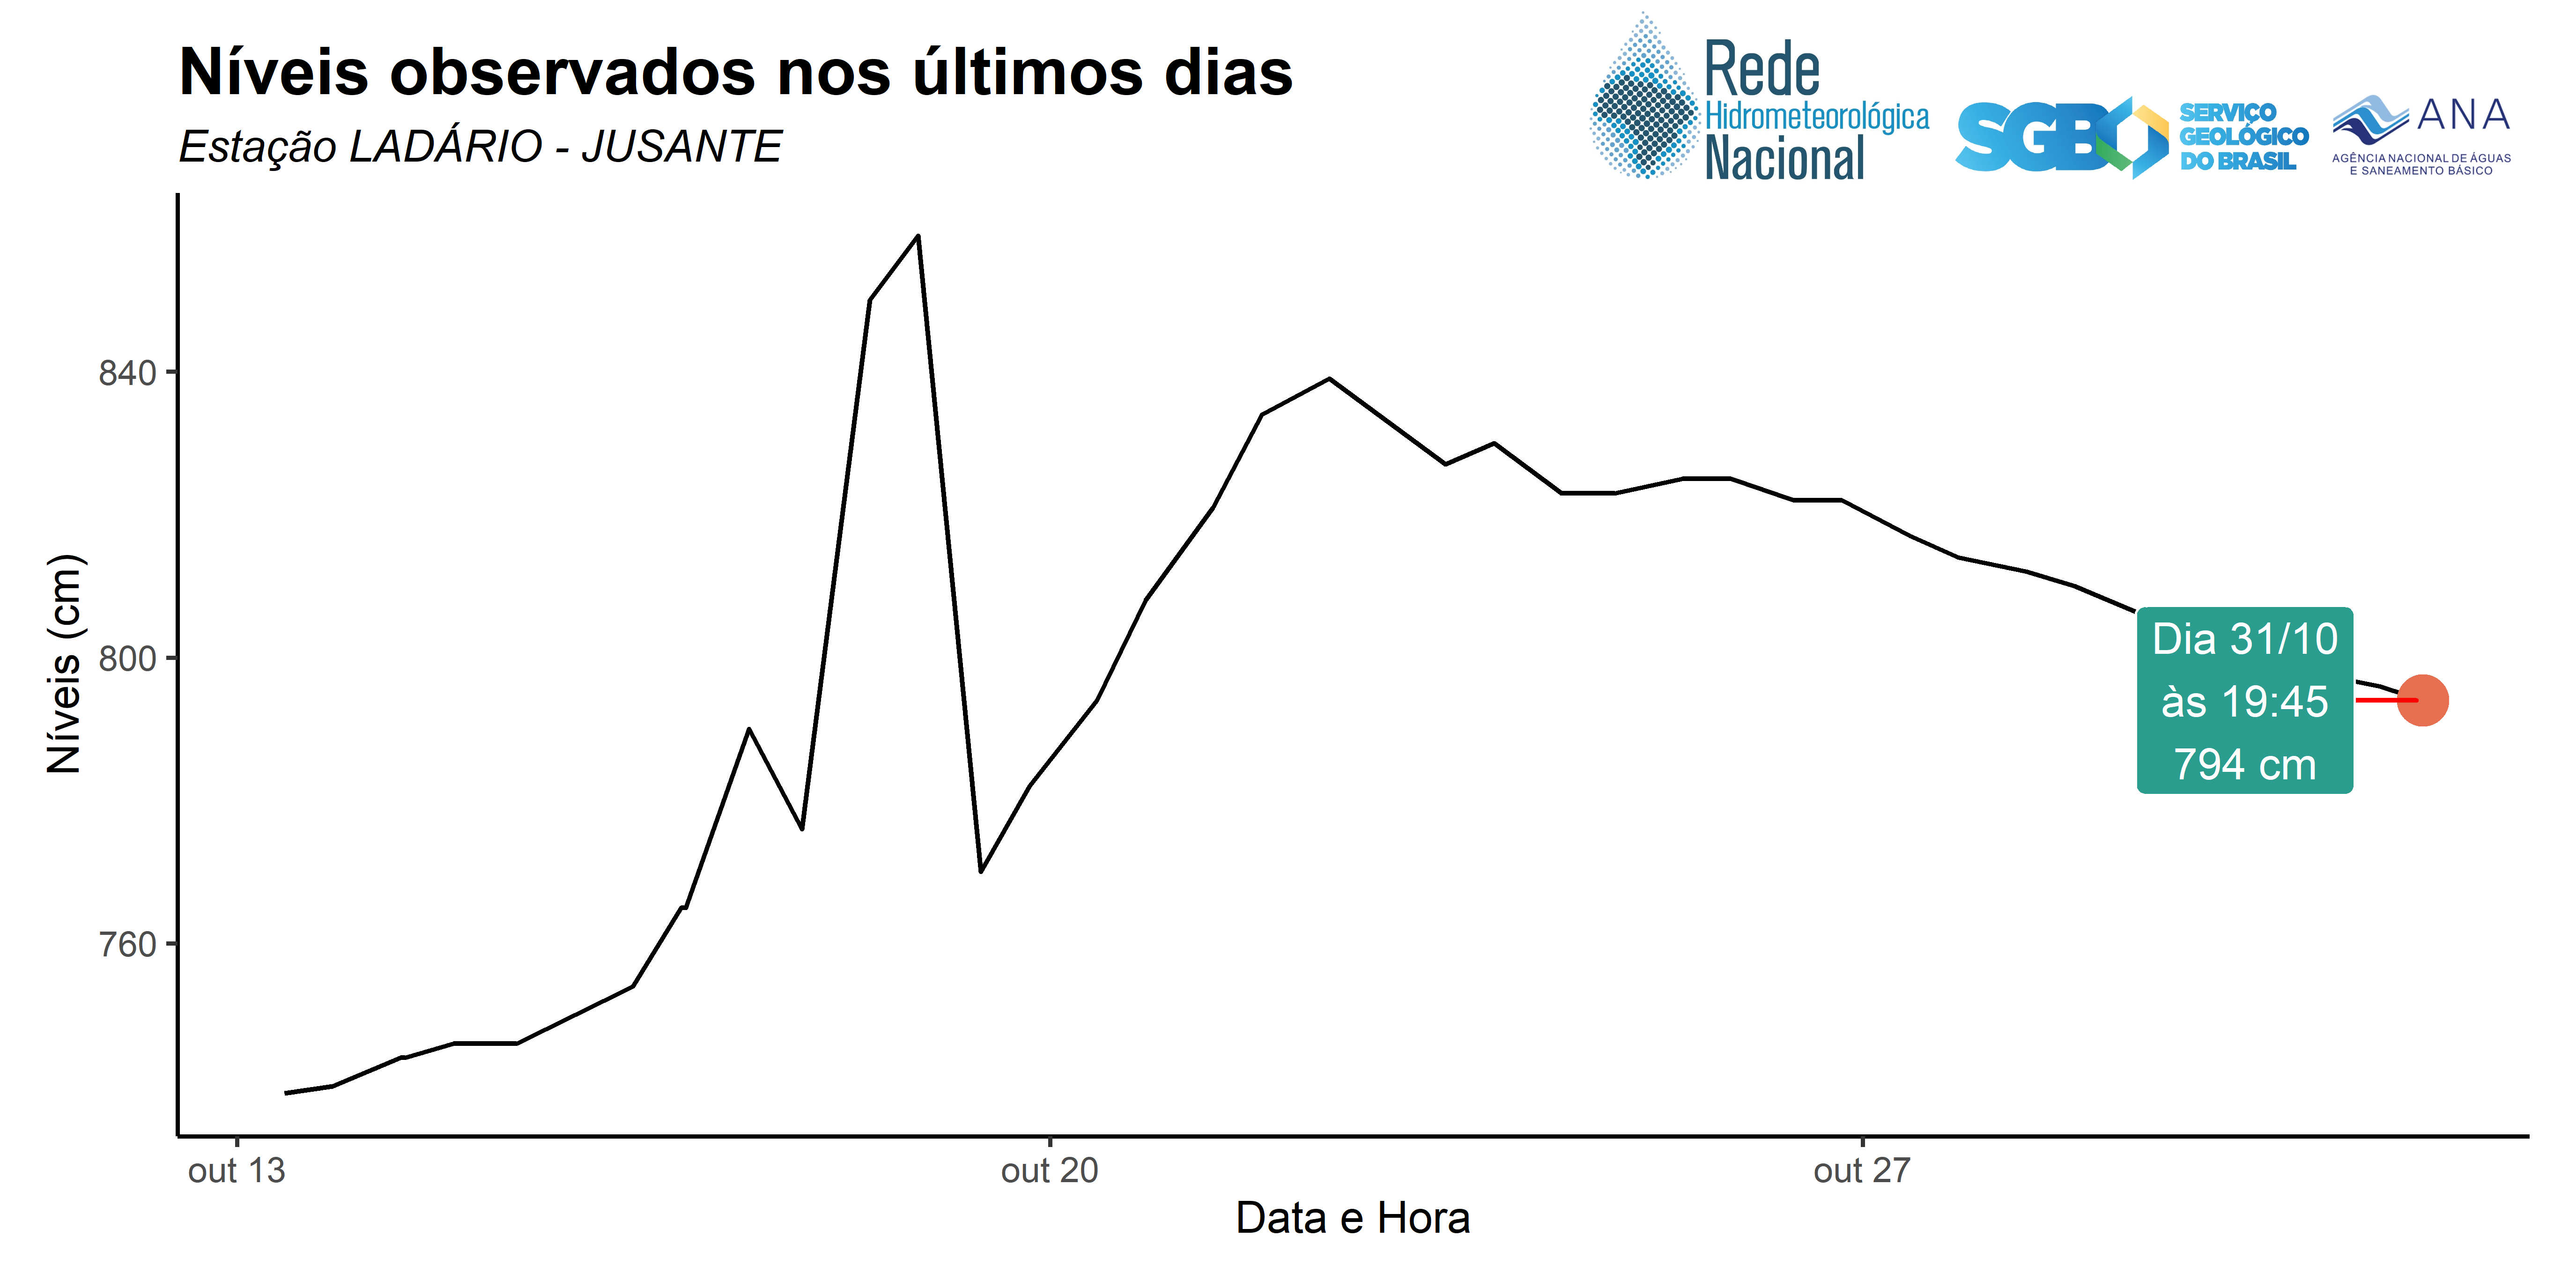 Níveis observados nos últimos dias
Estação LADÁRIO - JUSANTE
Rede
Hidrometeorológica
Nacional
SGB
SERVIÇO
GEOLÓGICO
DO BRASIL
ANA
AGÊNCIA NACIONAL DE ÁGUAS
E SANEAMENTO BÁSICO
Níveis (cm)
840
800
760
Dia 31/10
às 19:45
794 cm
out 13
out 20
out 27
Data e Hora